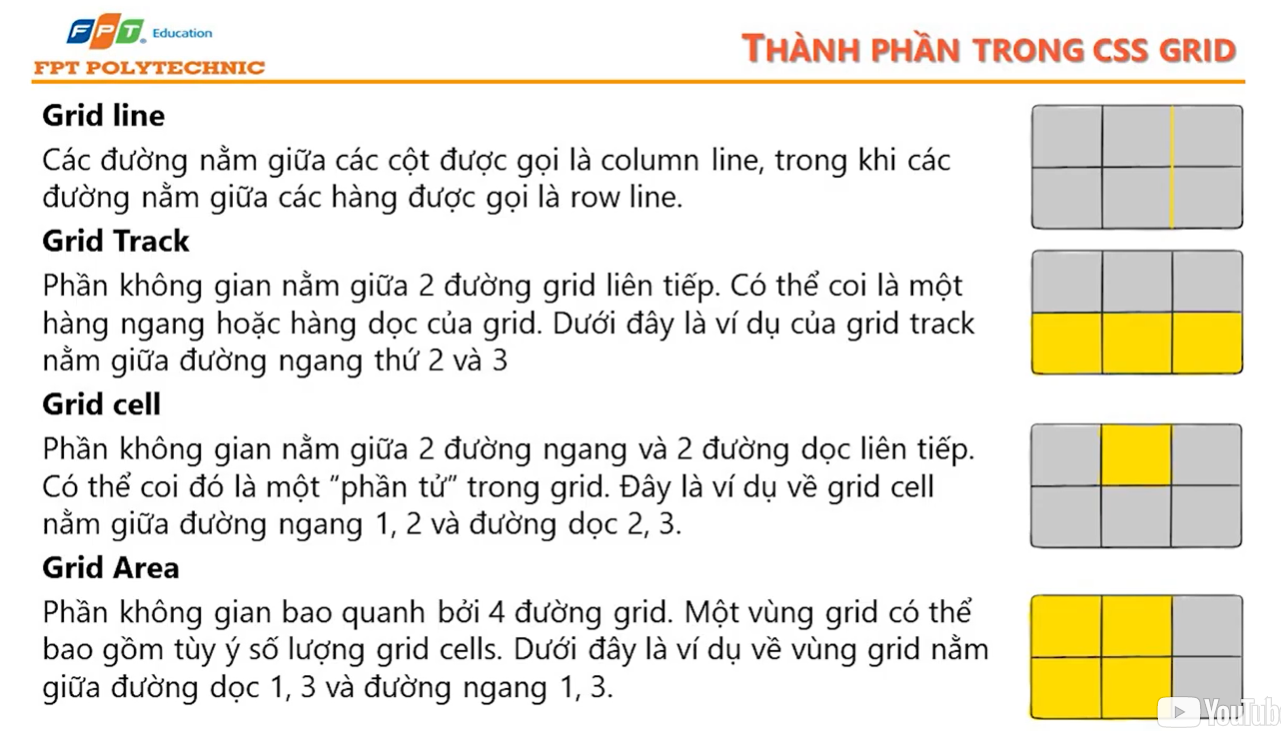 FPT Education
FPT POLYTECHNIC
THÀNH PHẦN TRONG CSS GRID
Grid line
Các đường nằm giữa các cột được gọi là column line, trong khi các
đường nằm giữa các hàng được gọi là row line.
Grid Track
Phần không gian nằm giữa 2 đường grid liên tiếp. Có thể coi là một
hàng ngang hoặc hàng dọc của grid. Dưới đây là ví dụ của grid track
nằm giữa đường ngang thứ 2 và 3
Grid cell
Phần không gian nằm giữa 2 đường ngang và 2 đường dọc liên tiếp.
Có thể coi đó là một "phần tử" trong grid. Đây là ví dụ về grid cell
nằm giữa đường ngang 1, 2 và đường dọc 2, 3.
Grid Area
Phần không gian bao quanh bởi 4 đường grid. Một vùng grid có thể
bao gồm tùy ý số lượng grid cells. Dưới đây là ví dụ về vùng grid nằm
giữa đường dọc 1, 3 và đường ngang 1, 3.
YouTube